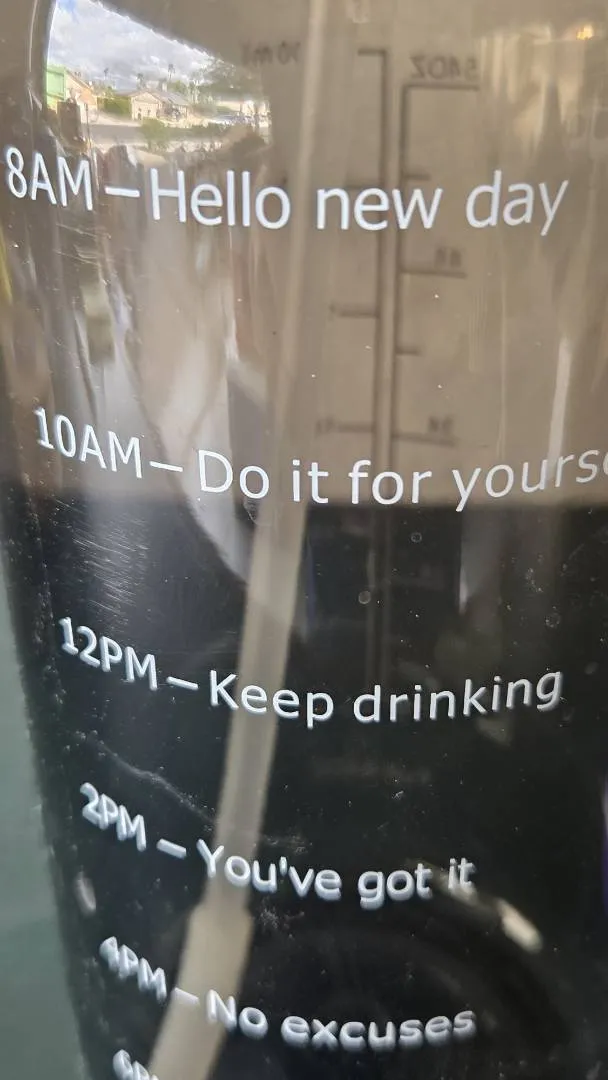 54OZ
8AM – Hello new day
10AM – Do it for
12PM – Keep drinking
2PM – You've got it
4PM – No excuses